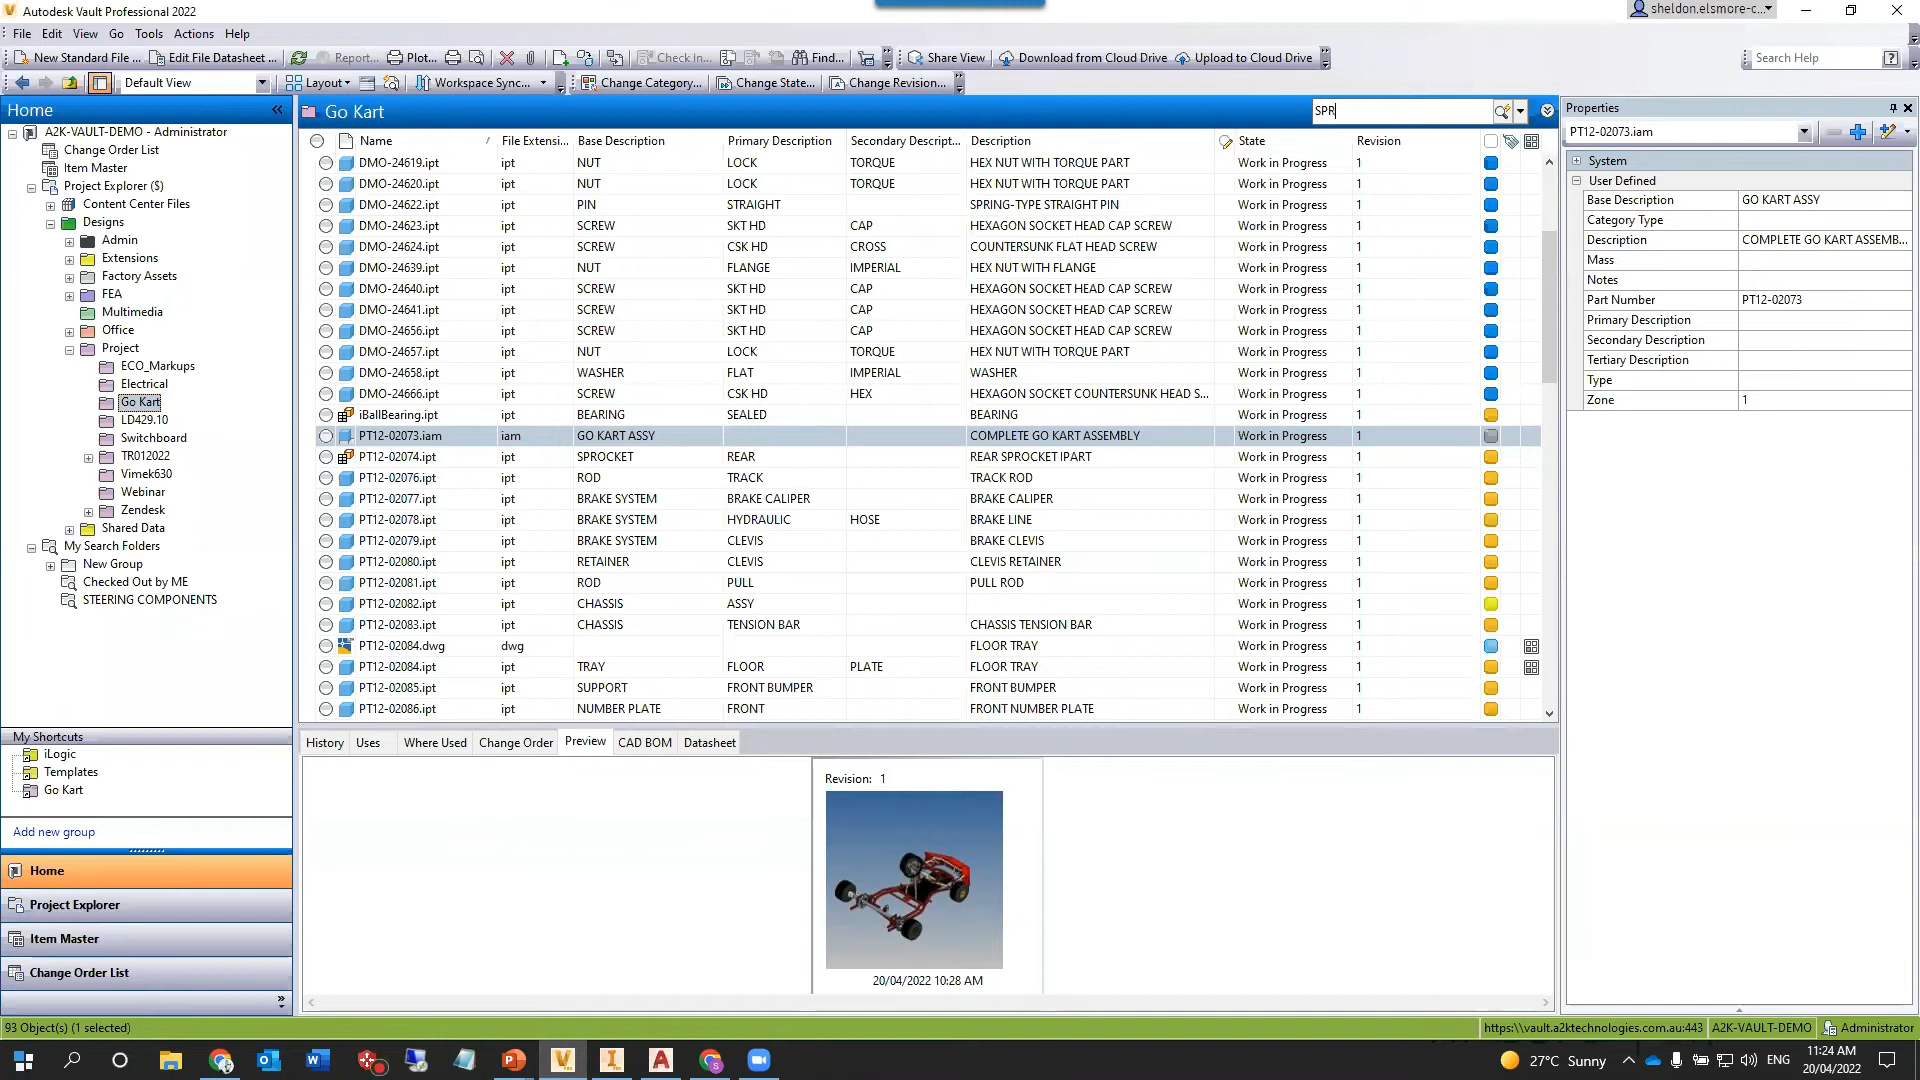 Autodesk Vault Professional 2022
sheldon.elsmore-c...
File Edit View Go Tools Actions Help
New Standard File ... Edit File Datasheet ... Report... Plot... Check In... Find... Share View Download from Cloud Drive Upload to Cloud Drive Search Help
Default View Layout Workspace Sync... Change Category... Change State... Change Revision...
Home
A2K-VAULT-DEMO - Administrator
Change Order List
Item Master
Project Explorer ($)
Content Center Files
Designs
Admin
Extensions
Factory Assets
FEA
Multimedia
Office
Project
ECO_Markups
Electrical
Go Kart
LD429.10
Switchboard
TR012022
Vimek630
Webinar
Zendesk
Shared Data
My Search Folders
New Group
Checked Out by ME
STEERING COMPONENTS
My Shortcuts
iLogic
Templates
Go Kart
Add new group
Home
Project Explorer
Item Master
Change Order List
Go Kart SPR
Name File Extensi... Base Description Primary Description Secondary Descript... Description State Revision
DMO-24619.ipt ipt NUT LOCK TORQUE HEX NUT WITH TORQUE PART Work in Progress 1
DMO-24620.ipt ipt NUT LOCK TORQUE HEX NUT WITH TORQUE PART Work in Progress 1
DMO-24622.ipt ipt PIN STRAIGHT SPRING-TYPE STRAIGHT PIN Work in Progress 1
DMO-24623.ipt ipt SCREW SKT HD CAP HEXAGON SOCKET HEAD CAP SCREW Work in Progress 1
DMO-24624.ipt ipt SCREW CSK HD CROSS COUNTERSUNK FLAT HEAD SCREW Work in Progress 1
DMO-24639.ipt ipt NUT FLANGE IMPERIAL HEX NUT WITH FLANGE Work in Progress 1
DMO-24640.ipt ipt SCREW SKT HD CAP HEXAGON SOCKET HEAD CAP SCREW Work in Progress 1
DMO-24641.ipt ipt SCREW SKT HD CAP HEXAGON SOCKET HEAD CAP SCREW Work in Progress 1
DMO-24656.ipt ipt SCREW SKT HD CAP HEXAGON SOCKET HEAD CAP SCREW Work in Progress 1
DMO-24657.ipt ipt NUT LOCK TORQUE HEX NUT WITH TORQUE PART Work in Progress 1
DMO-24658.ipt ipt WASHER FLAT IMPERIAL WASHER Work in Progress 1
DMO-24666.ipt ipt SCREW CSK HD HEX HEXAGON SOCKET COUNTERSUNK HEAD S... Work in Progress 1
iBallBearing.ipt ipt BEARING SEALED BEARING Work in Progress 1
PT12-02073.iam iam GO KART ASSY COMPLETE GO KART ASSEMBLY Work in Progress 1
PT12-02074.ipt ipt SPROCKET REAR REAR SPROCKET IPART Work in Progress 1
PT12-02076.ipt ipt ROD TRACK TRACK ROD Work in Progress 1
PT12-02077.ipt ipt BRAKE SYSTEM BRAKE CALIPER BRAKE CALIPER Work in Progress 1
PT12-02078.ipt ipt BRAKE SYSTEM HYDRAULIC HOSE BRAKE LINE Work in Progress 1
PT12-02079.ipt ipt BRAKE SYSTEM CLEVIS BRAKE CLEVIS Work in Progress 1
PT12-02080.ipt ipt RETAINER CLEVIS CLEVIS RETAINER Work in Progress 1
PT12-02081.ipt ipt ROD PULL PULL ROD Work in Progress 1
PT12-02082.ipt ipt CHASSIS ASSY Work in Progress 1
PT12-02083.ipt ipt CHASSIS TENSION BAR CHASSIS TENSION BAR Work in Progress 1
PT12-02084.dwg dwg FLOOR TRAY Work in Progress 1
PT12-02084.ipt ipt TRAY FLOOR PLATE FLOOR TRAY Work in Progress 1
PT12-02085.ipt ipt SUPPORT FRONT BUMPER FRONT BUMPER Work in Progress 1
PT12-02086.ipt ipt NUMBER PLATE FRONT FRONT NUMBER PLATE Work in Progress 1
History Uses Where Used Change Order Preview CAD BOM Datasheet
Revision: 1
20/04/2022 10:28 AM
Properties
PT12-02073.iam
System
User Defined
Base Description GO KART ASSY
Category Type
Description COMPLETE GO KART ASSEMB...
Mass
Notes
Part Number PT12-02073
Primary Description
Secondary Description
Tertiary Description
Type
Zone 1
93 Object(s) (1 selected) https:\\vault.a2ktechnologies.com.au:443 A2K-VAULT-DEMO Administrator
27°C Sunny ENG 11:24 AM
20/04/2022